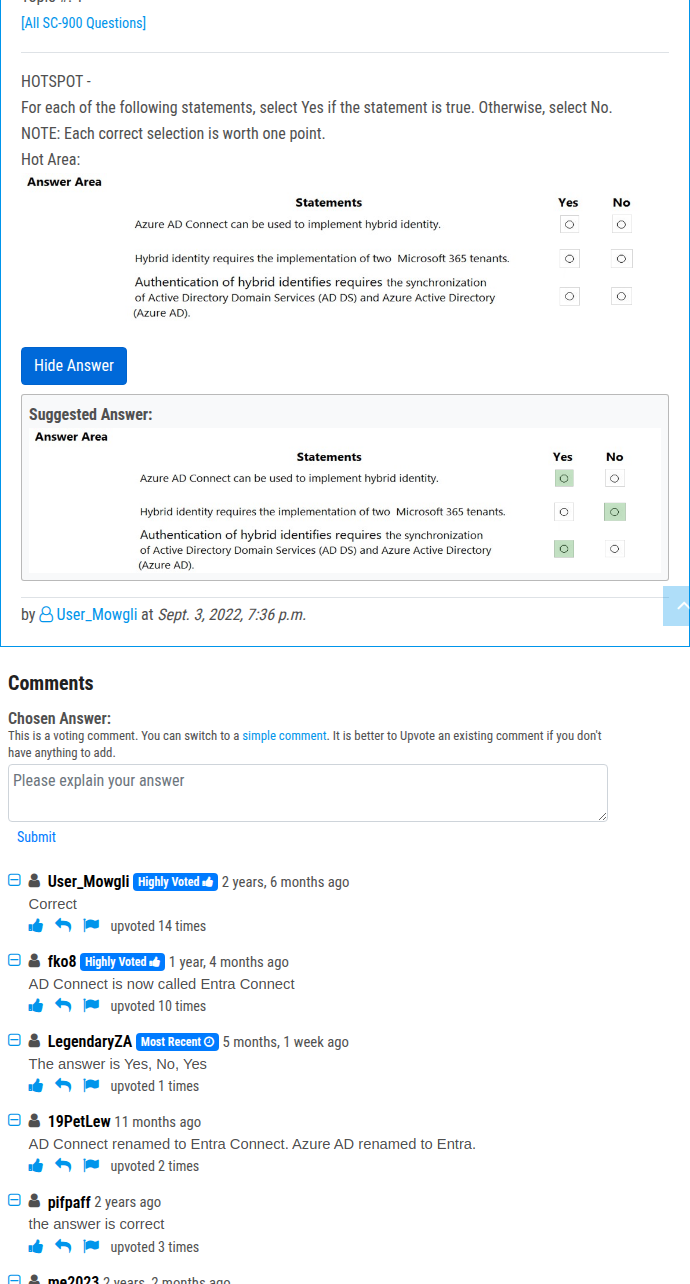 [All SC-900 Questions]
HOTSPOT -
For each of the following statements, select Yes if the statement is true. Otherwise, select No.
NOTE: Each correct selection is worth one point.
Hot Area:
Answer Area
Statements Yes No
Azure AD Connect can be used to implement hybrid identity.
Hybrid identity requires the implementation of two Microsoft 365 tenants.
Authentication of hybrid identifies requires the synchronization
of Active Directory Domain Services (AD DS) and Azure Active Directory
(Azure AD).
Hide Answer
Suggested Answer:
Answer Area
Statements Yes No
Azure AD Connect can be used to implement hybrid identity.
Hybrid identity requires the implementation of two Microsoft 365 tenants.
Authentication of hybrid identifies requires the synchronization
of Active Directory Domain Services (AD DS) and Azure Active Directory
(Azure AD).
by User_Mowgli at Sept. 3, 2022, 7:36 p.m.
Comments
Chosen Answer:
This is a voting comment. You can switch to a simple comment. It is better to Upvote an existing comment if you don't
have anything to add.
Please explain your answer
Submit
User_Mowgli Highly Voted 2 years, 6 months ago
Correct
upvoted 14 times
fko8 Highly Voted 1 year, 4 months ago
AD Connect is now called Entra Connect
upvoted 10 times
LegendaryZA Most Recent 5 months, 1 week ago
The answer is Yes, No, Yes
upvoted 1 times
19PetLew 11 months ago
AD Connect renamed to Entra Connect. Azure AD renamed to Entra.
upvoted 2 times
pifpaff 2 years ago
the answer is correct
upvoted 3 times
me2023 2 years, 2 months ago